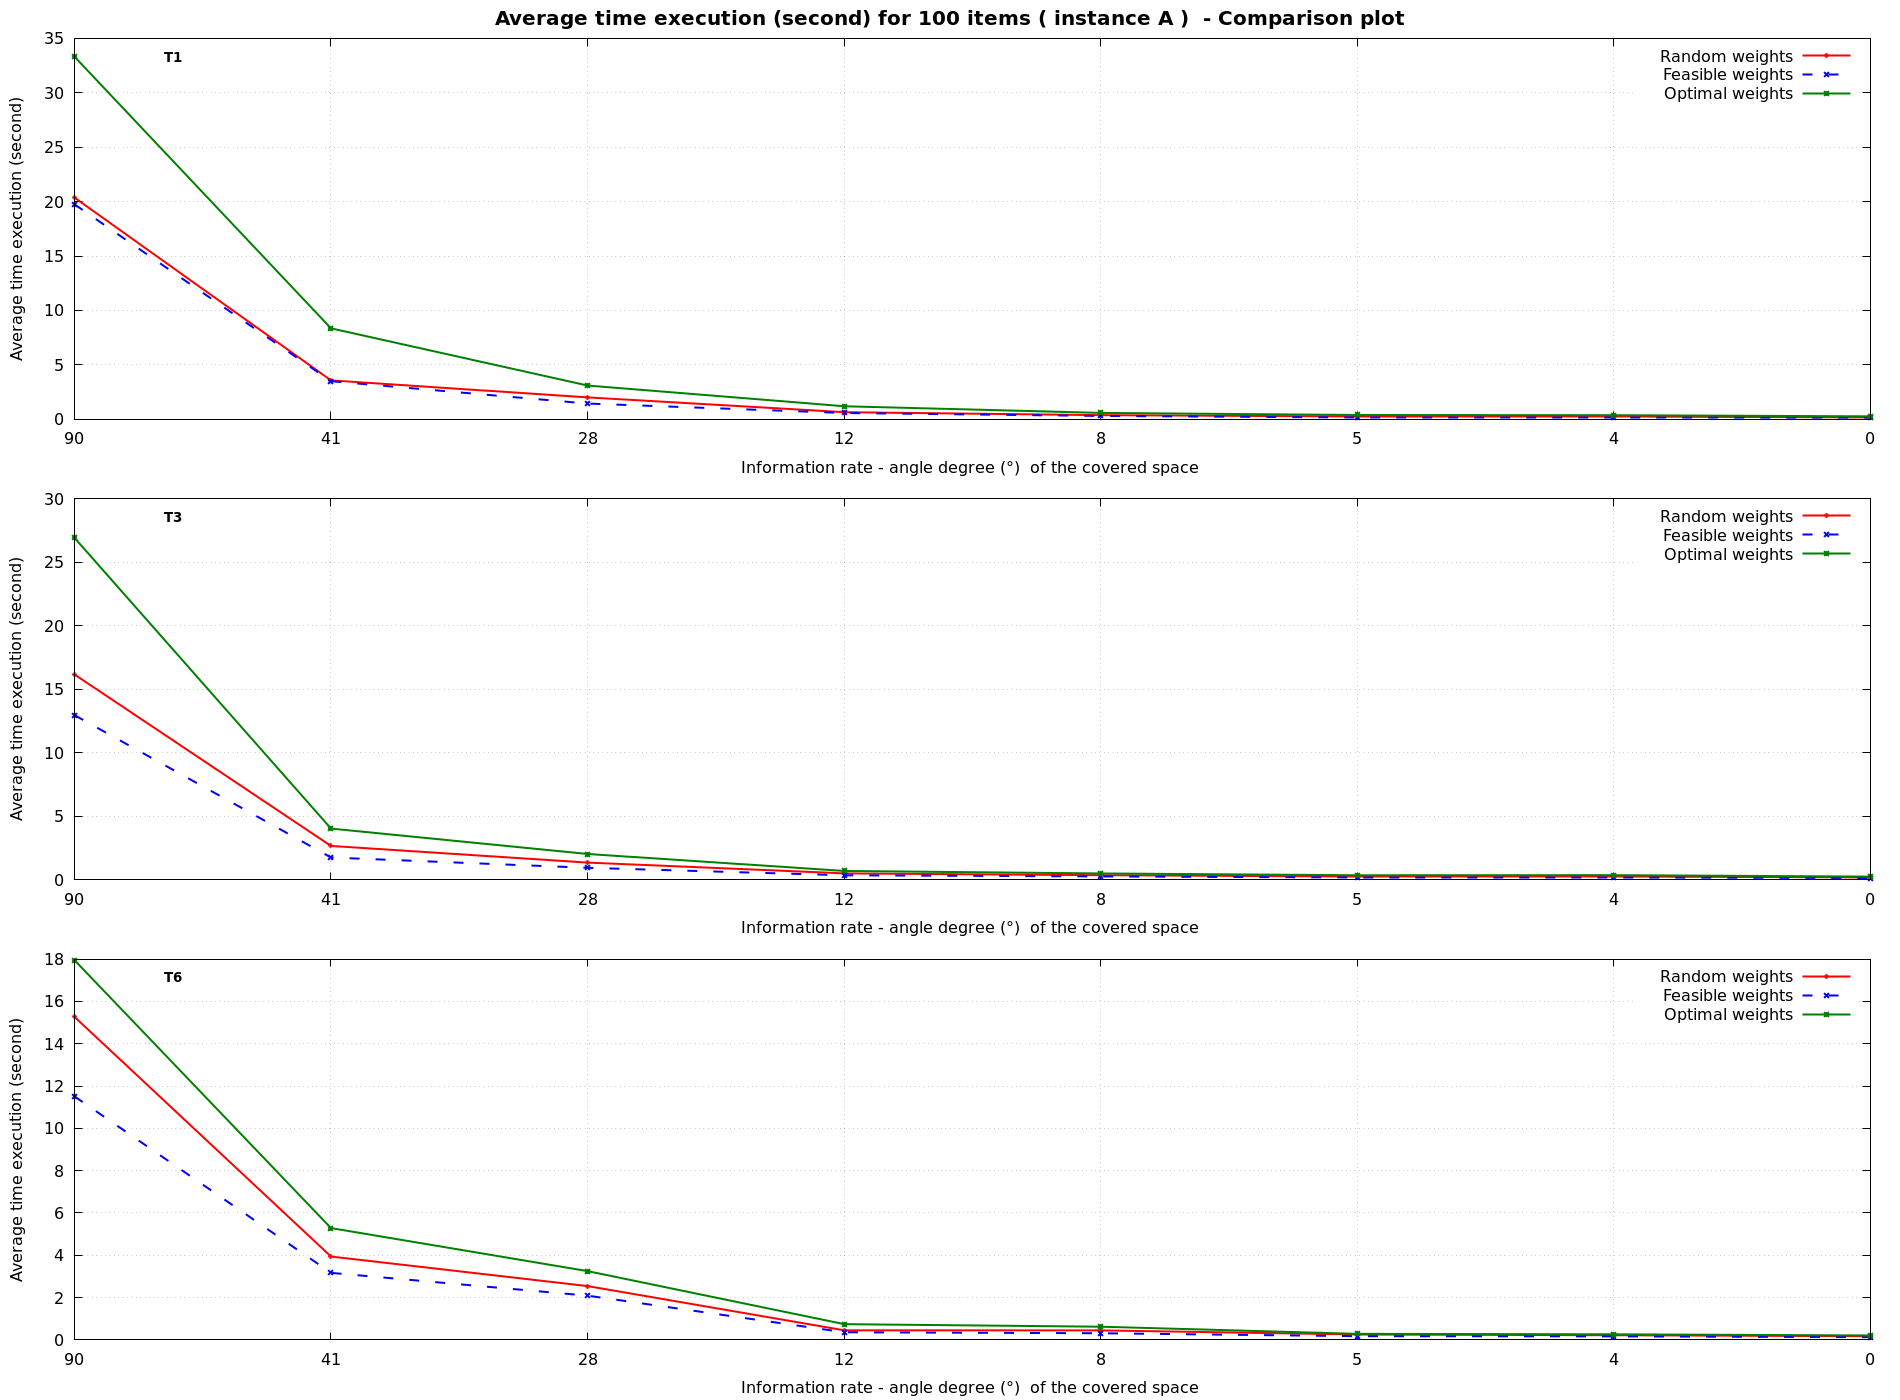 Average time execution (second) for 100 items ( instance A )  - Comparison plot
T1
Random weights
Feasible weights
Optimal weights
Average time execution (second)
35
30
25
20
15
10
5
0
90 41 28 12 8 5 4 0
Information rate - angle degree (°)  of the covered space
T3
Random weights
Feasible weights
Optimal weights
Average time execution (second)
30
25
20
15
10
5
0
90 41 28 12 8 5 4 0
Information rate - angle degree (°)  of the covered space
T6
Random weights
Feasible weights
Optimal weights
Average time execution (second)
18
16
14
12
10
8
6
4
2
0
90 41 28 12 8 5 4 0
Information rate - angle degree (°)  of the covered space